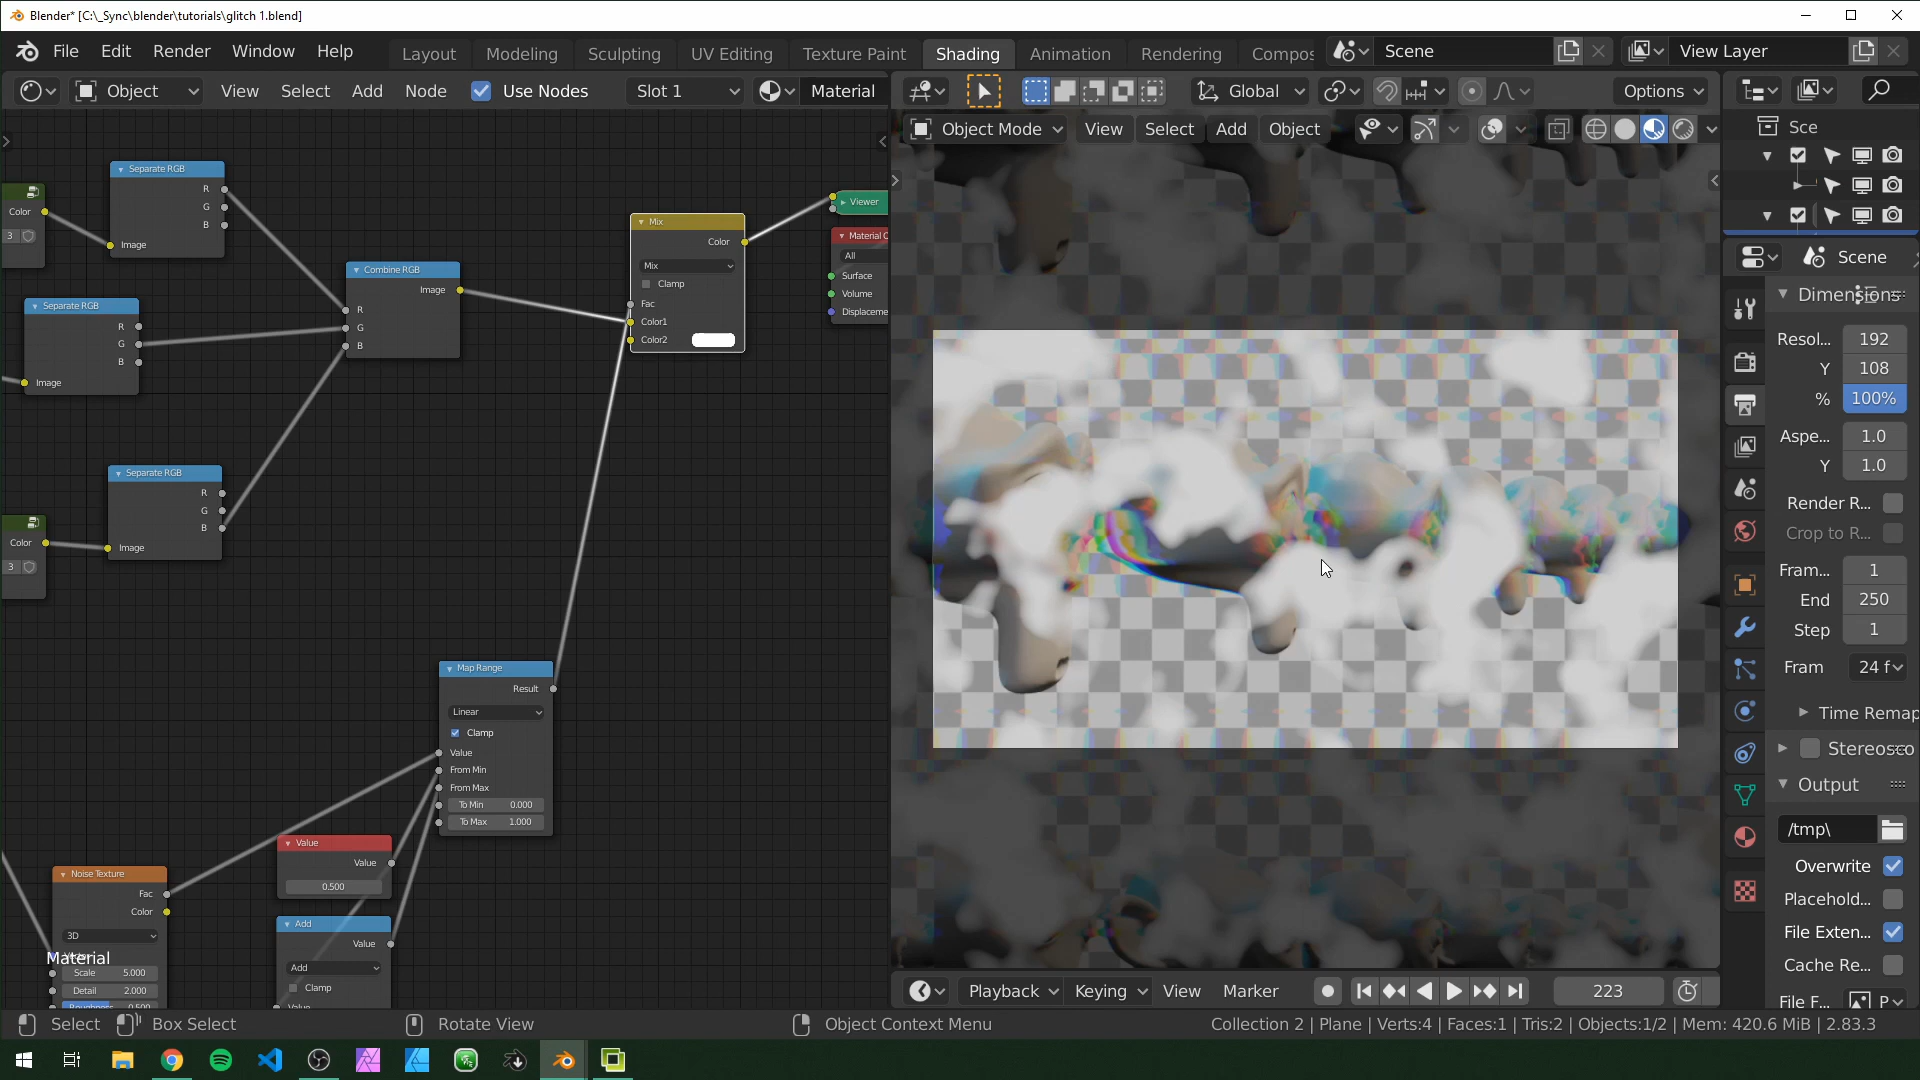 Blender* [C:\_Sync\blender\tutorials\glitch 1.blend]
File Edit Render Window Help
Layout Modeling Sculpting UV Editing Texture Paint Shading Animation Rendering Compos
Scene
View Layer
Object View Select Add Node Use Nodes Slot 1 Material
Global Options
Object Mode View Select Add Object
Sce
Scene
Separate RGB
R
G
B
Image
Color
3
Separate RGB
R
G
B
Image
Separate RGB
R
G
B
Image
Color
3
Combine RGB
Image
R
G
B
Mix
Color
Mix
Clamp
Fac
Color1
Color2
Viewer
Material O
All
Surface
Volume
Displaceme
Map Range
Result
Linear
Clamp
Value
From Min
From Max
To Min 0.000
To Max 1.000
Value
Value
0.500
Add
Value
Add
Clamp
Value
Noise Texture
Fac
Color
3D
Material
Scale 5.000
Detail 2.000
Roughness 0.500
Dimensions
Resol... 192
Y 108
% 100%
Aspe... 1.0
Y 1.0
Render R...
Crop to R...
Fram... 1
End 250
Step 1
Fram 24 f
Time Remap
Stereosco
Output
/tmp\
Overwrite
Placehold...
File Exten...
Cache Re...
File F... P
Playback Keying View Marker 223
Select Box Select Rotate View Object Context Menu
Collection 2 | Plane | Verts:4 | Faces:1 | Tris:2 | Objects:1/2 | Mem: 420.6 MiB | 2.83.3